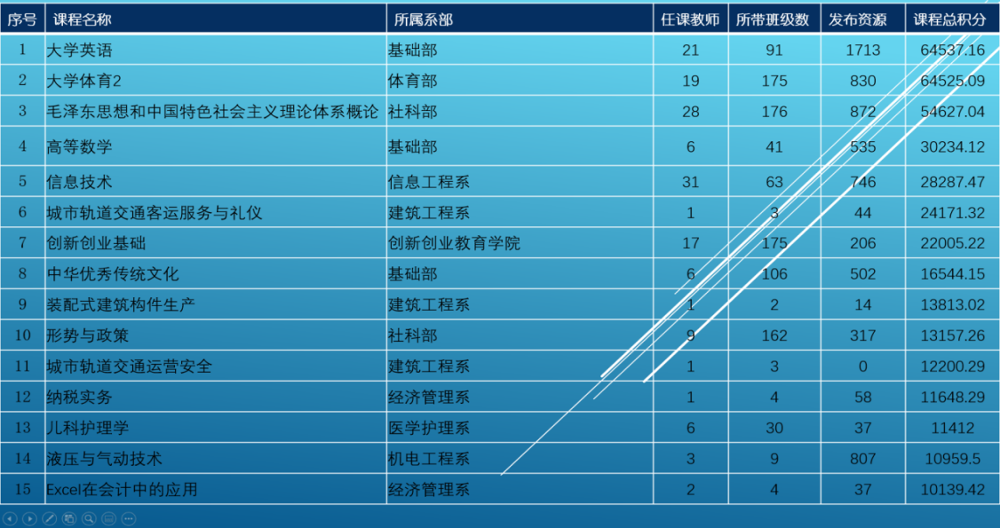 序号 课程名称 所属系部 任课教师 所带班级数 发布资源 课程总积分
1 大学英语 基础部 21 91 1713 64537.16
2 大学体育2 体育部 19 175 830 64525.09
3 毛泽东思想和中国特色社会主义理论体系概论 社科部 28 176 872 54627.04
4 高等数学 基础部 6 41 535 30234.12
5 信息技术 信息工程系 31 63 746 28287.47
6 城市轨道交通客运服务与礼仪 建筑工程系 1 3 44 24171.32
7 创新创业基础 创新创业教育学院 17 175 206 22005.22
8 中华优秀传统文化 基础部 6 106 502 16544.15
9 装配式建筑构件生产 建筑工程系 1 2 14 13813.02
10 形势与政策 社科部 9 162 317 13157.26
11 城市轨道交通运营安全 建筑工程系 1 3 0 12200.29
12 纳税实务 经济管理系 1 4 58 11648.29
13 儿科护理学 医学护理系 6 30 37 11412
14 液压与气动技术 机电工程系 3 9 807 10959.5
15 Excel在会计中的应用 经济管理系 2 4 37 10139.42